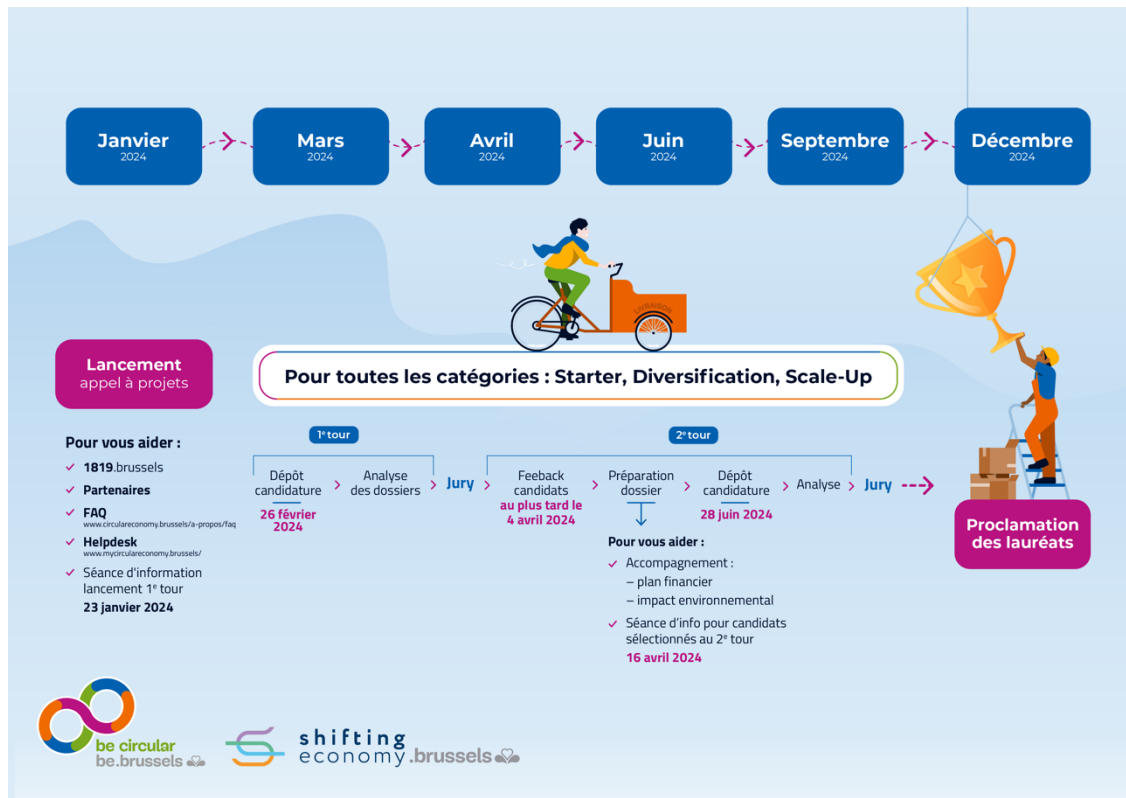 Janvier
2024
Mars
2024
Avril
2024
Juin
2024
Septembre
2024
Décembre
2024
LIVRAISON
Lancement
appel à projets
Pour toutes les catégories : Starter, Diversification, Scale-Up
Pour vous aider :
1819.brussels
Partenaires
FAQ
www.circulareconomy.brussels/a-propos/faq
Helpdesk
www.mycirculareconomy.brussels/
Séance d'information
lancement 1e tour
23 janvier 2024
1e tour
Dépôt
candidature
26 février
2024
Analyse
des dossiers
Jury
2e tour
Feeback
candidats
au plus tard le
4 avril 2024
Préparation
dossier
Dépôt
candidature
28 juin 2024
Analyse
Jury
Pour vous aider :
Accompagnement :
– plan financier
– impact environnemental
Séance d'info pour candidats
sélectionnés au 2e tour
16 avril 2024
Proclamation
des lauréats
be circular
be.brussels
shifting
economy.brussels